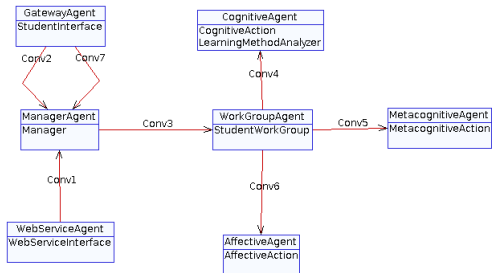 GatewayAgent
StudentInterface
CognitiveAgent
CognitiveAction
LearningMethodAnalyzer
Conv2
Conv7
Conv4
ManagerAgent
Manager
Conv3
WorkGroupAgent
StudentWorkGroup
Conv5
MetacognitiveAgent
MetacognitiveAction
Conv1
Conv6
WebServiceAgent
WebServiceInterface
AffectiveAgent
AffectiveAction